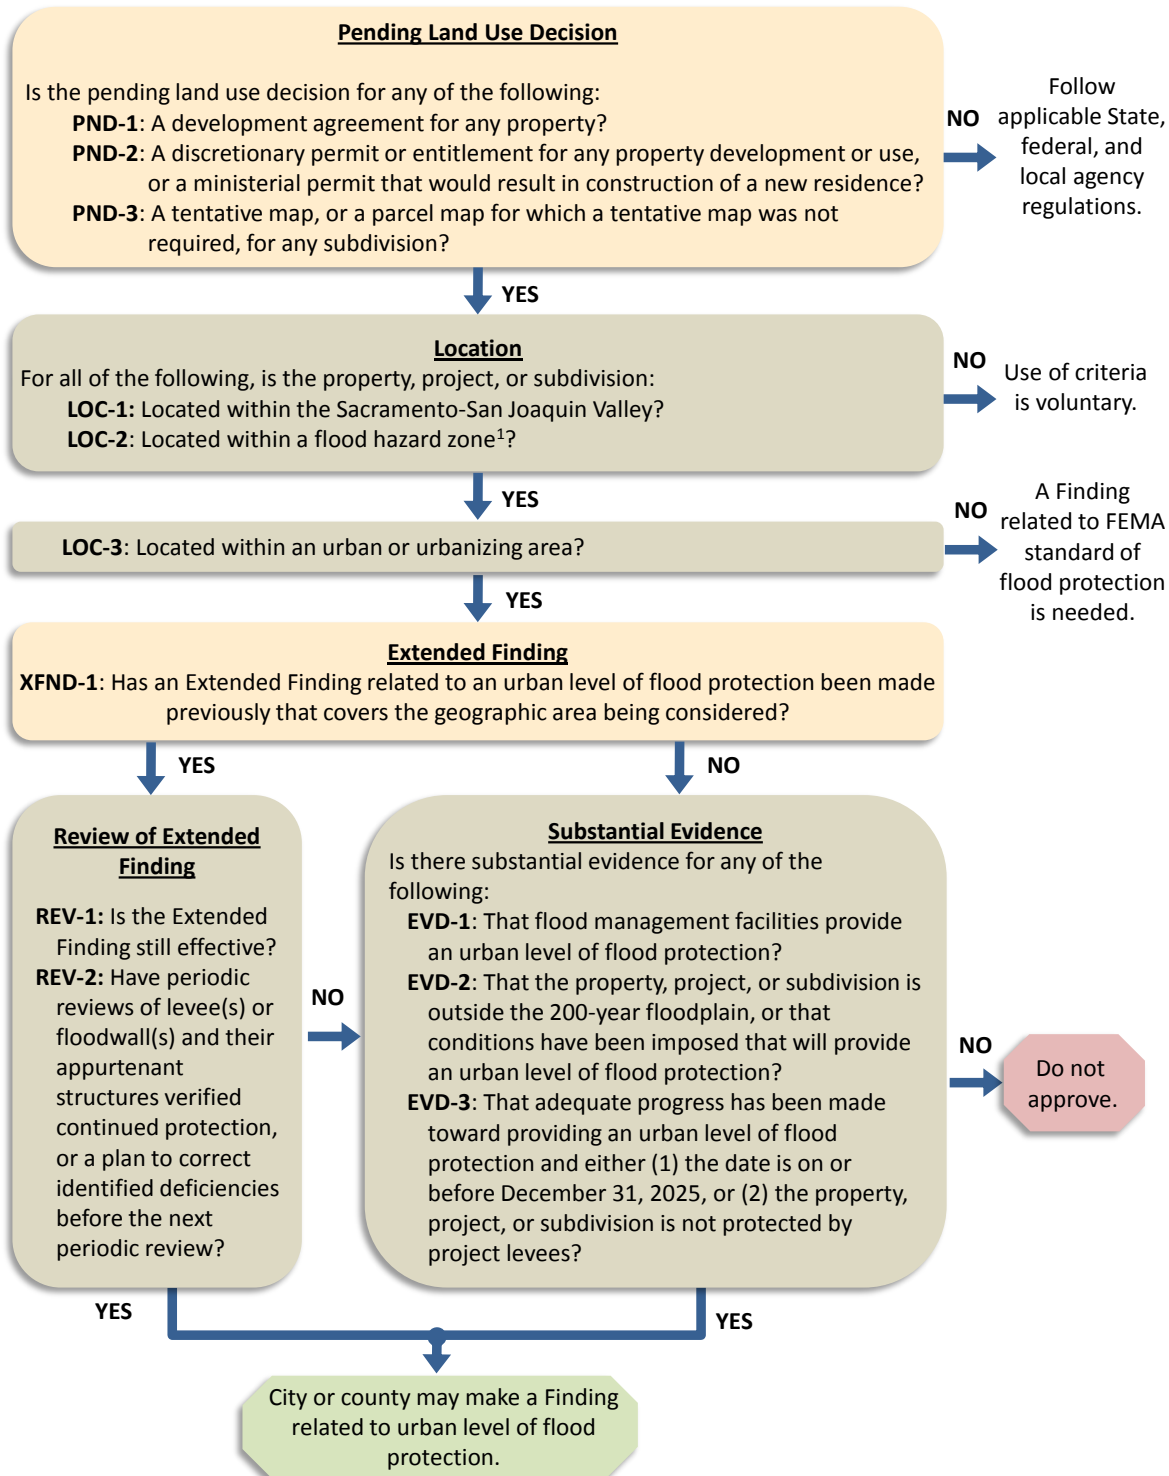 Pending Land Use Decision
Is the pending land use decision for any of the following:
PND-1: A development agreement for any property?
PND-2: A discretionary permit or entitlement for any property development or use,
or a ministerial permit that would result in construction of a new residence?
PND-3: A tentative map, or a parcel map for which a tentative map was not
required, for any subdivision?
NO
Follow
applicable State,
federal, and
local agency
regulations.
YES
Location
For all of the following, is the property, project, or subdivision:
LOC-1: Located within the Sacramento-San Joaquin Valley?
LOC-2: Located within a flood hazard zone¹?
NO
Use of criteria
is voluntary.
YES
LOC-3: Located within an urban or urbanizing area?
NO
A Finding
related to FEMA
standard of
flood protection
is needed.
YES
Extended Finding
XFND-1: Has an Extended Finding related to an urban level of flood protection been made
previously that covers the geographic area being considered?
YES
NO
Review of Extended
Finding
REV-1: Is the Extended
Finding still effective?
REV-2: Have periodic
reviews of levee(s) or
floodwall(s) and their
appurtenant
structures verified
continued protection,
or a plan to correct
identified deficiencies
before the next
periodic review?
NO
Substantial Evidence
Is there substantial evidence for any of the
following:
EVD-1: That flood management facilities provide
an urban level of flood protection?
EVD-2: That the property, project, or subdivision is
outside the 200-year floodplain, or that
conditions have been imposed that will provide
an urban level of flood protection?
EVD-3: That adequate progress has been made
toward providing an urban level of flood
protection and either (1) the date is on or
before December 31, 2025, or (2) the property,
project, or subdivision is not protected by
project levees?
NO
Do not
approve.
YES
YES
City or county may make a Finding
related to urban level of flood
protection.